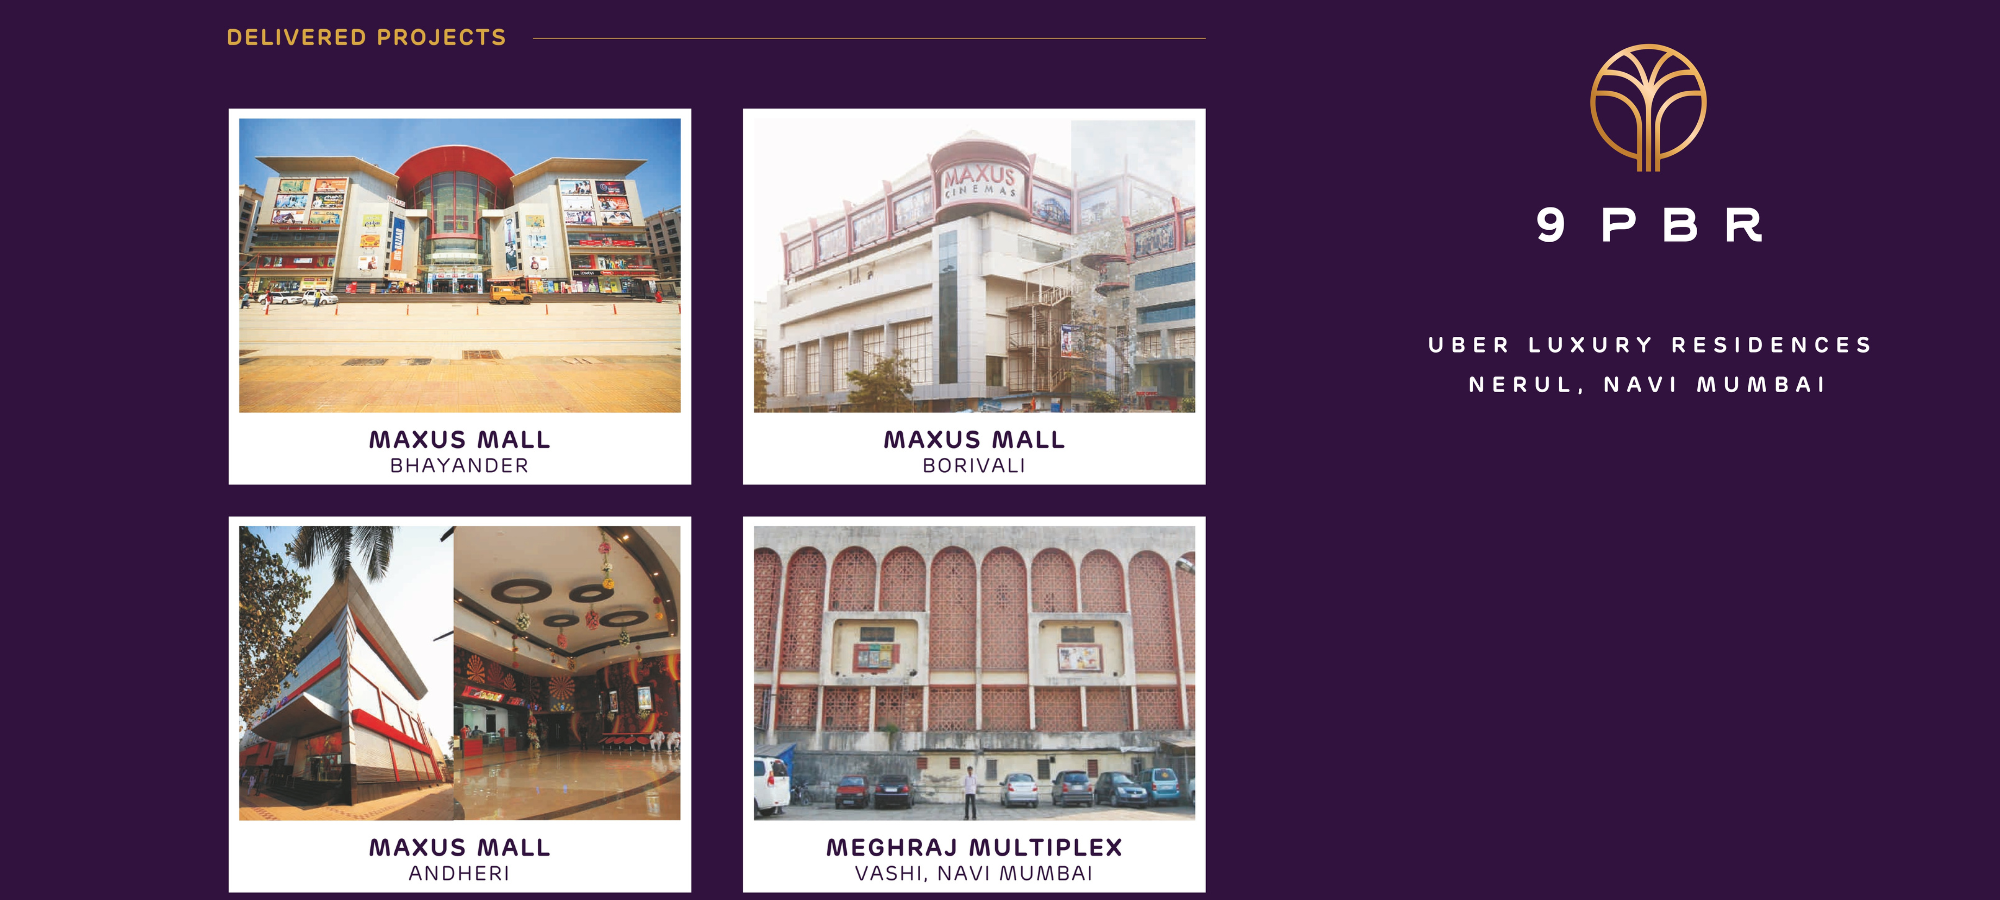 DELIVERED PROJECTS
MAXUS
CINEMAS
MAXUS MALL
BHAYANDER
MAXUS MALL
BORIVALI
MAXUS MALL
ANDHERI
MEGHRAJ MULTIPLEX
VASHI, NAVI MUMBAI
9 PBR
UBER LUXURY RESIDENCES
NERUL, NAVI MUMBAI